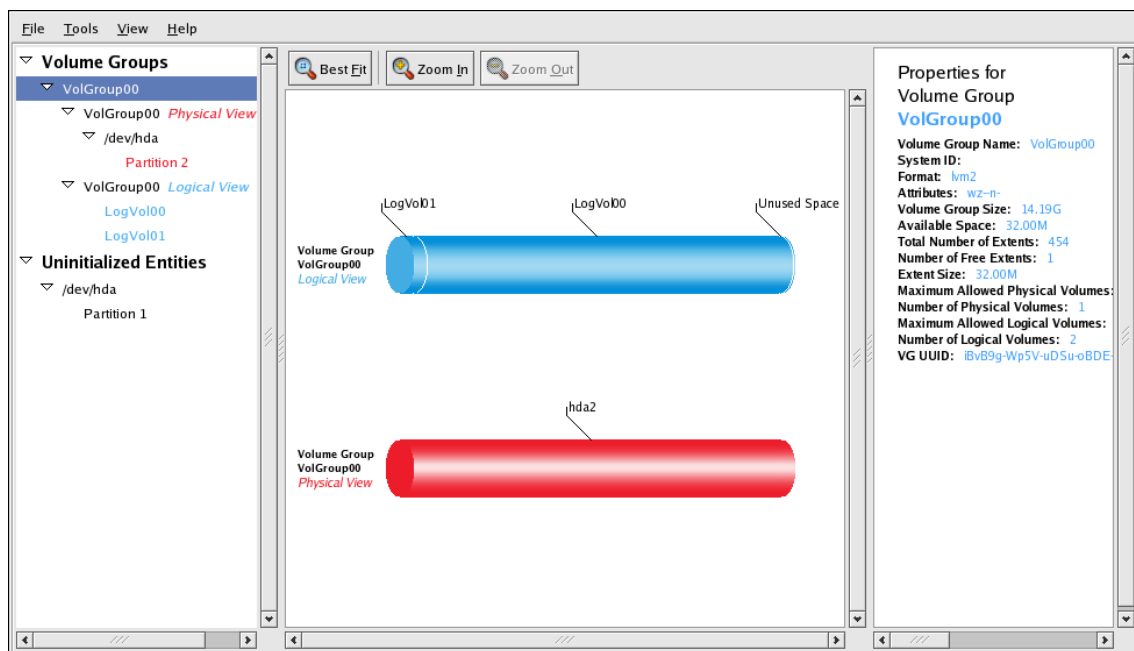 File Tools View Help
Volume Groups
VolGroup00
VolGroup00 Physical View
/dev/hda
Partition 2
VolGroup00 Logical View
LogVol00
LogVol01
Uninitialized Entities
/dev/hda
Partition 1
Best Fit Zoom In Zoom Out
LogVol01 LogVol00 Unused Space
Volume Group
VolGroup00
Logical View
hda2
Volume Group
VolGroup00
Physical View
Properties for
Volume Group
VolGroup00
Volume Group Name: VolGroup00
System ID:
Format: lvm2
Attributes: wz--n-
Volume Group Size: 14.19G
Available Space: 32.00M
Total Number of Extents: 454
Number of Free Extents: 1
Extent Size: 32.00M
Maximum Allowed Physical Volumes:
Number of Physical Volumes: 1
Maximum Allowed Logical Volumes:
Number of Logical Volumes: 2
VG UUID: iBvB9g-Wp5V-uDSu-oBDE-